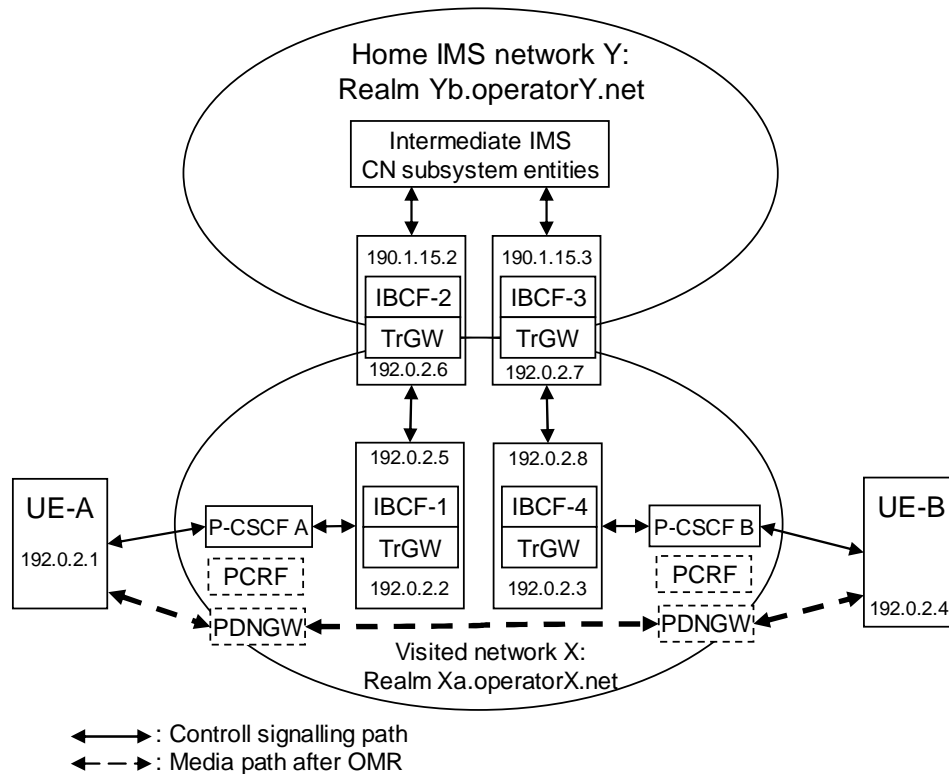 Home IMS network Y:
Realm Yb.operatorY.net
Intermediate IMS
CN subsystem entities
190.1.15.2
190.1.15.3
IBCF-2
IBCF-3
TrGW
TrGW
192.0.2.6
192.0.2.7
192.0.2.5
192.0.2.8
UE-A
UE-B
IBCF-1
IBCF-4
P-CSCF A
P-CSCF B
192.0.2.1
TrGW
TrGW
PCRF
PCRF
192.0.2.2
192.0.2.3
192.0.2.4
PDNGW
PDNGW
Visited network X:
Realm Xa.operatorX.net
: Controll signalling path
: Media path after OMR